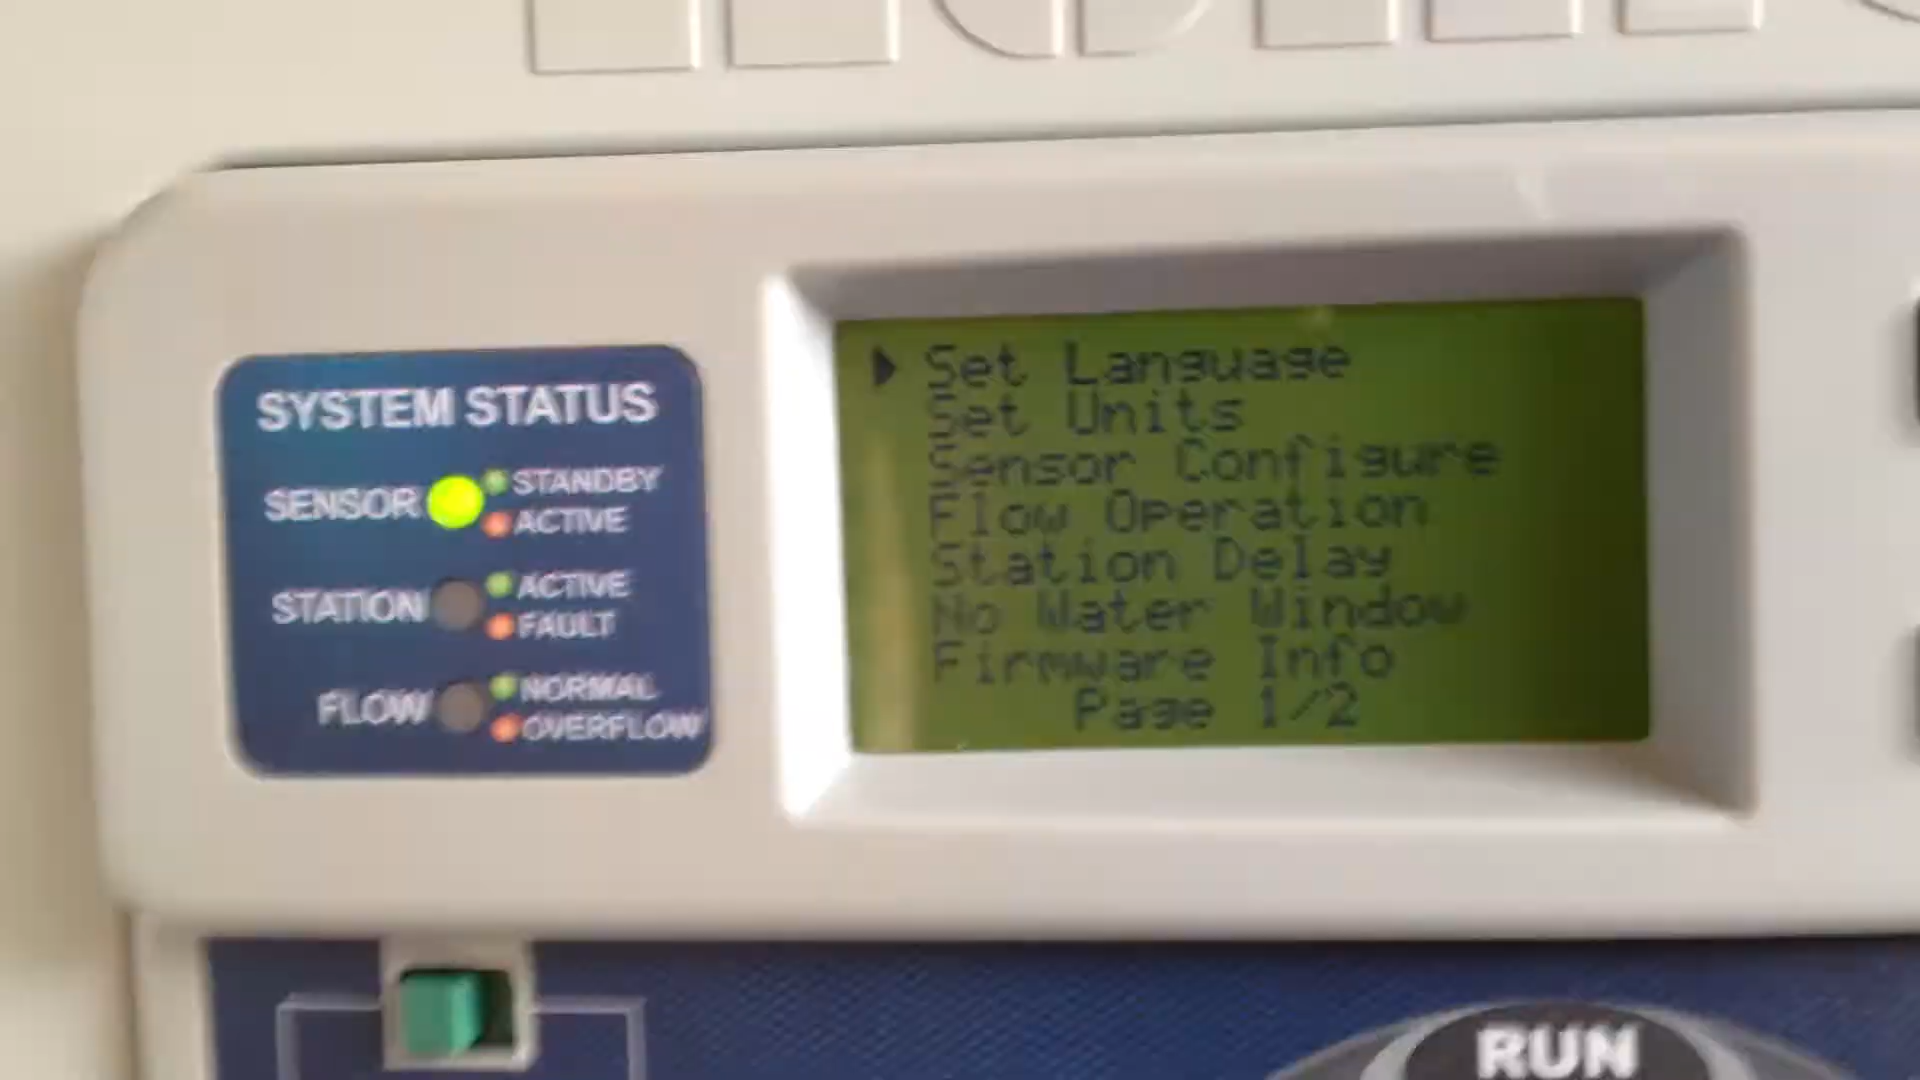 SYSTEM STATUS
SENSOR
STANDBY
ACTIVE
STATION
ACTIVE
FAULT
FLOW
NORMAL
OVERFLOW
Set Language
Set Units
Sensor Configure
Flow Operation
Station Delay
No Water Window
Firmware Info
Page 1/2
RUN